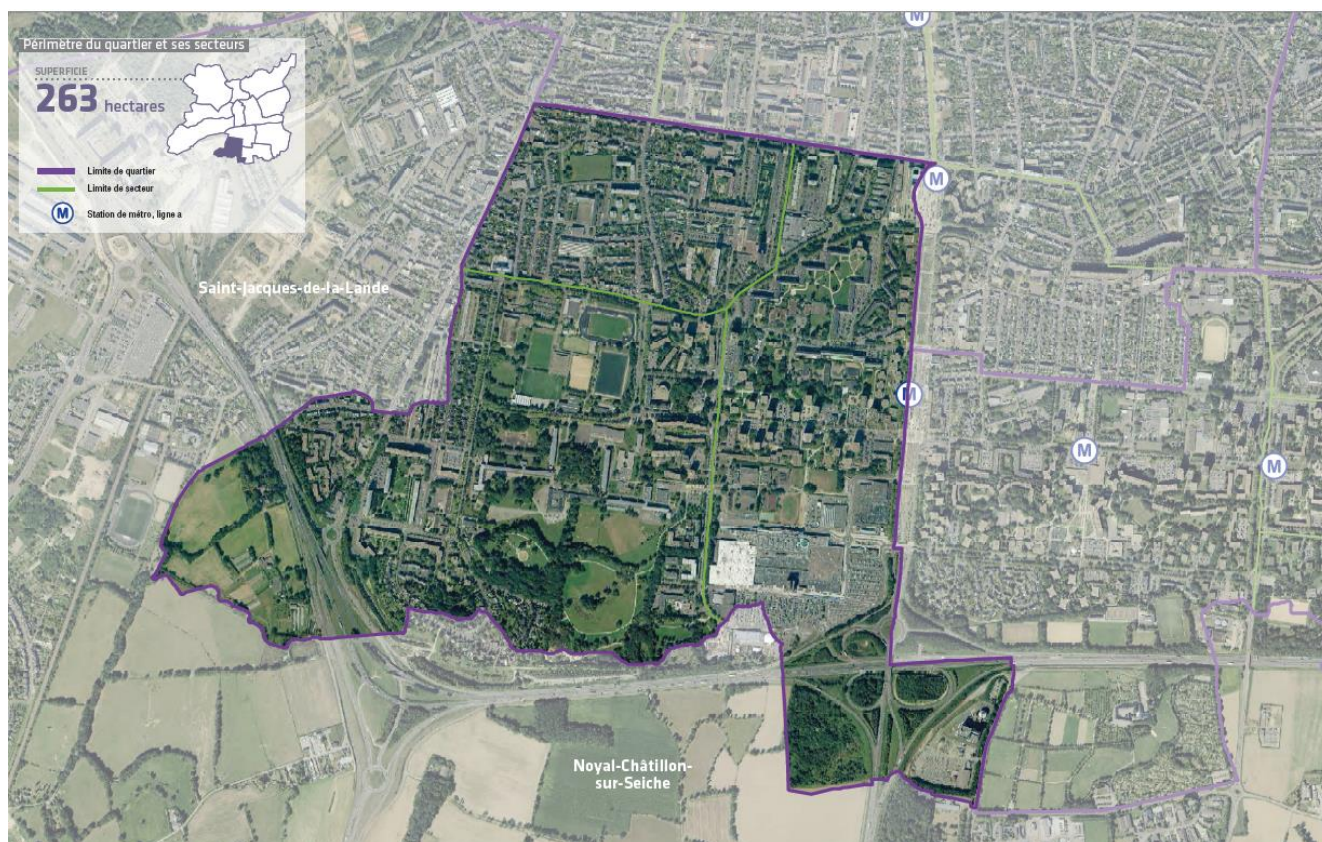 Périmètre du quartier et ses secteurs
SUPERFICIE
263 hectares
Limite de quartier
Limite de secteur
M Station de métro, ligne a
Saint-Jacques-de-la-Lande
Noyal-Châtillon-
sur-Seiche
M
M
M
M
M